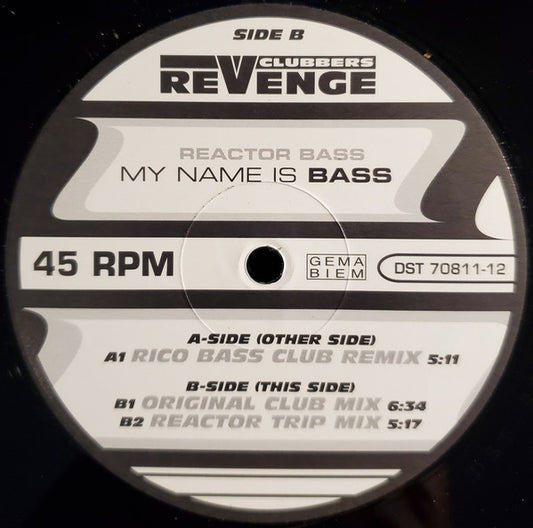 SIDE B
CLUBBERS
REVENGE
REACTOR BASS
MY NAME IS BASS
45 RPM
GEMA
BIEM
DST 70811-12
A-SIDE (OTHER SIDE)
A1 RICO BASS CLUB REMIX 5:11
B-SIDE (THIS SIDE)
B1 ORIGINAL CLUB MIX 6:34
B2 REACTOR TRIP MIX 5:17